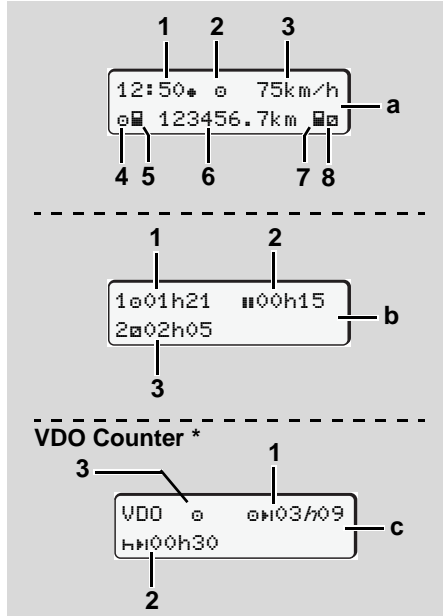 1 2 3
12:50● ⊙ 75km/h
a
⊙ 123456.7km
4 5 6 7 8
1 2
1⊙01h21 ⅡⅠ00h15
b
2 02h05
3
VDO Counter *
3 1
VDO ⊙ ⊙ 03h09
c
00h30
2